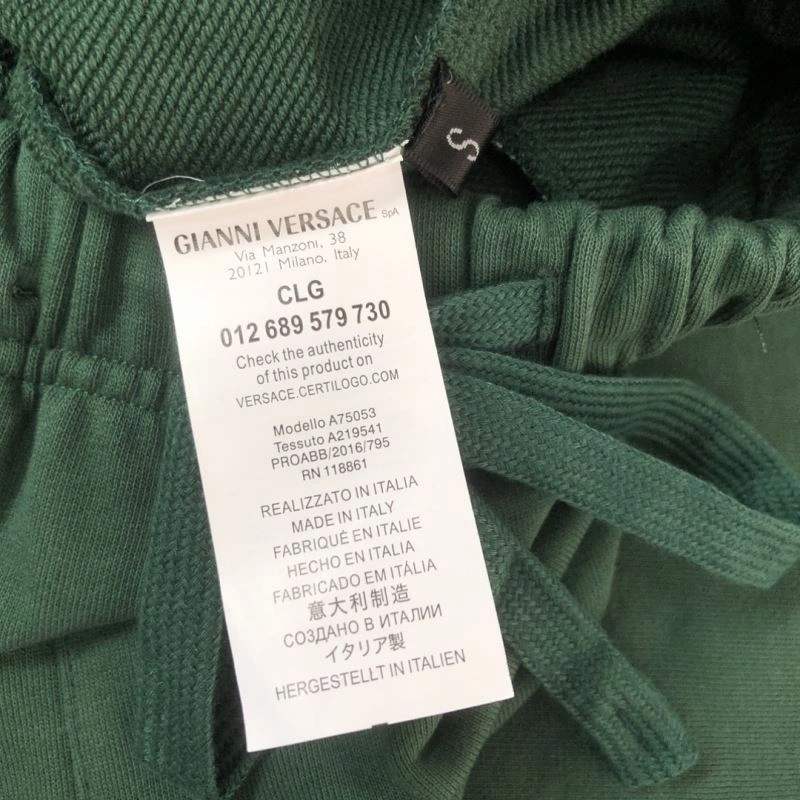 S
GIANNI VERSACE SpA
Via Manzoni, 38
20121 Milano, Italy
CLG
012 689 579 730
Check the authenticity
of this product on
VERSACE.CERTILOGO.COM
Modello A75053
Tessuto A219541
PROABB/2016/795
RN 118861
REALIZZATO IN ITALIA
MADE IN ITALY
FABRIQUÉ EN ITALIE
HECHO EN ITALIA
FABRICADO EM ITÁLIA
意大利制造
СОЗДАНО В ИТАЛИИ
イタリア製
HERGESTELLT IN ITALIEN